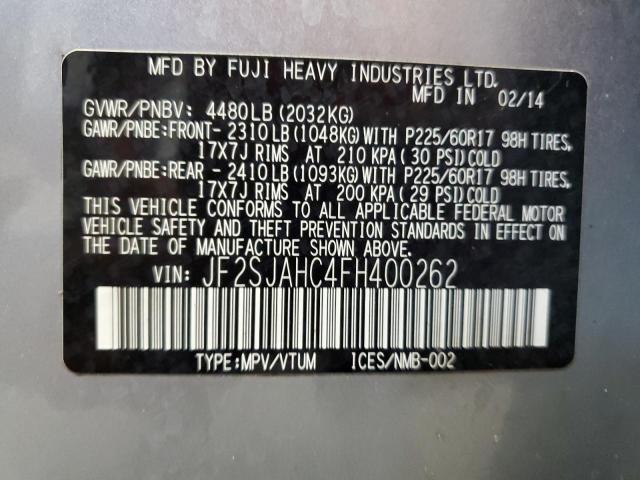 MFD BY FUJI HEAVY INDUSTRIES LTD.
MFD IN 02/14
GVWR/PNBV: 4480LB(2032KG)
GAWR/PNBE:FRONT- 2310LB(1048KG)WITH P225/60R17 98H TIRES,
17X7J RIMS AT 210 KPA( 30 PSI)COLD
GAWR/PNBE:REAR - 2410LB(1093KG)WITH P225/60R17 98H TIRES,
17X7J RIMS AT 200 KPA( 29 PSI)COLD
THIS VEHICLE CONFORMS TO ALL APPLICABLE FEDERAL MOTOR
VEHICLE SAFETY AND THEFT PREVENTION STANDARDS IN EFFECT ON
THE DATE OF MANUFACTURE SHOWN ABOVE.
VIN: JF2SJAHC4FH400262
TYPE:MPV/VTUM ICES/NMB-002